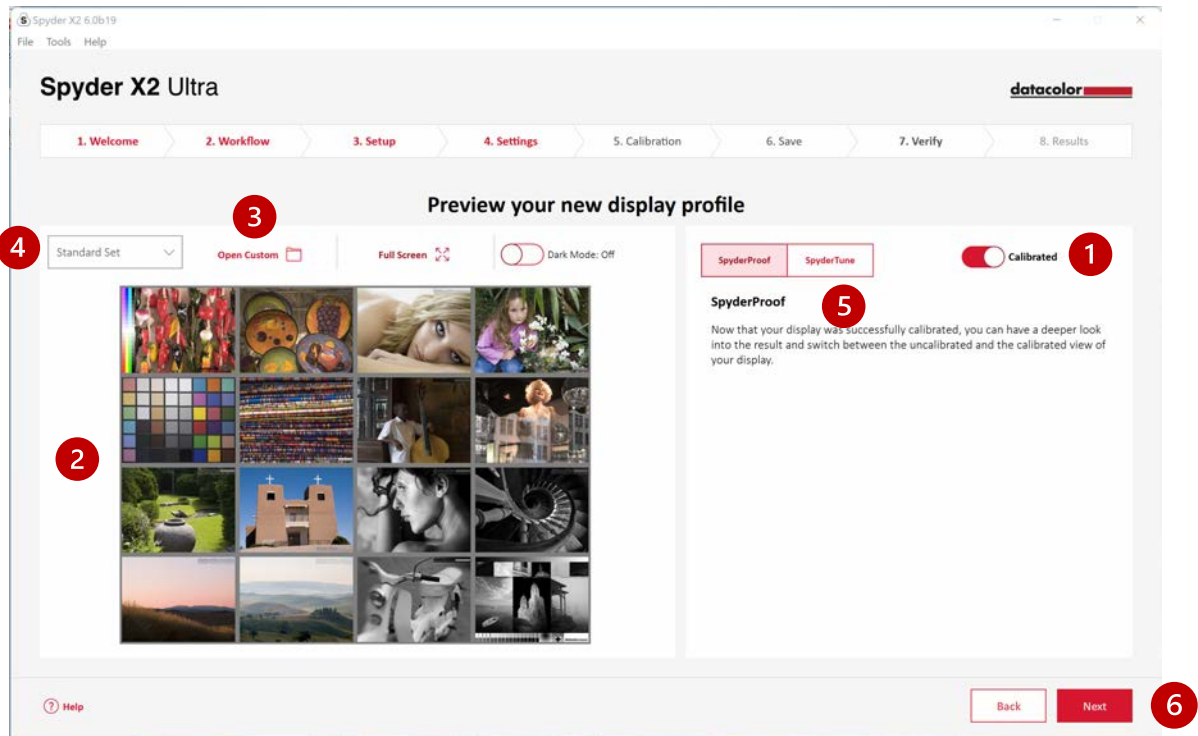 Spyder X2 6.0b19
File Tools Help
Spyder X2 Ultra
datacolor
1. Welcome 2. Workflow 3. Setup 4. Settings 5. Calibration 6. Save 7. Verify 8. Results
Preview your new display profile
3
4
Standard Set
Open Custom
Full Screen
Dark Mode: Off
SpyderProof
SpyderTune
Calibrated
1
SpyderProof
5
Now that your display was successfully calibrated, you can have a deeper look
into the result and switch between the uncalibrated and the calibrated view of
your display.
2
? Help
Back
Next
6